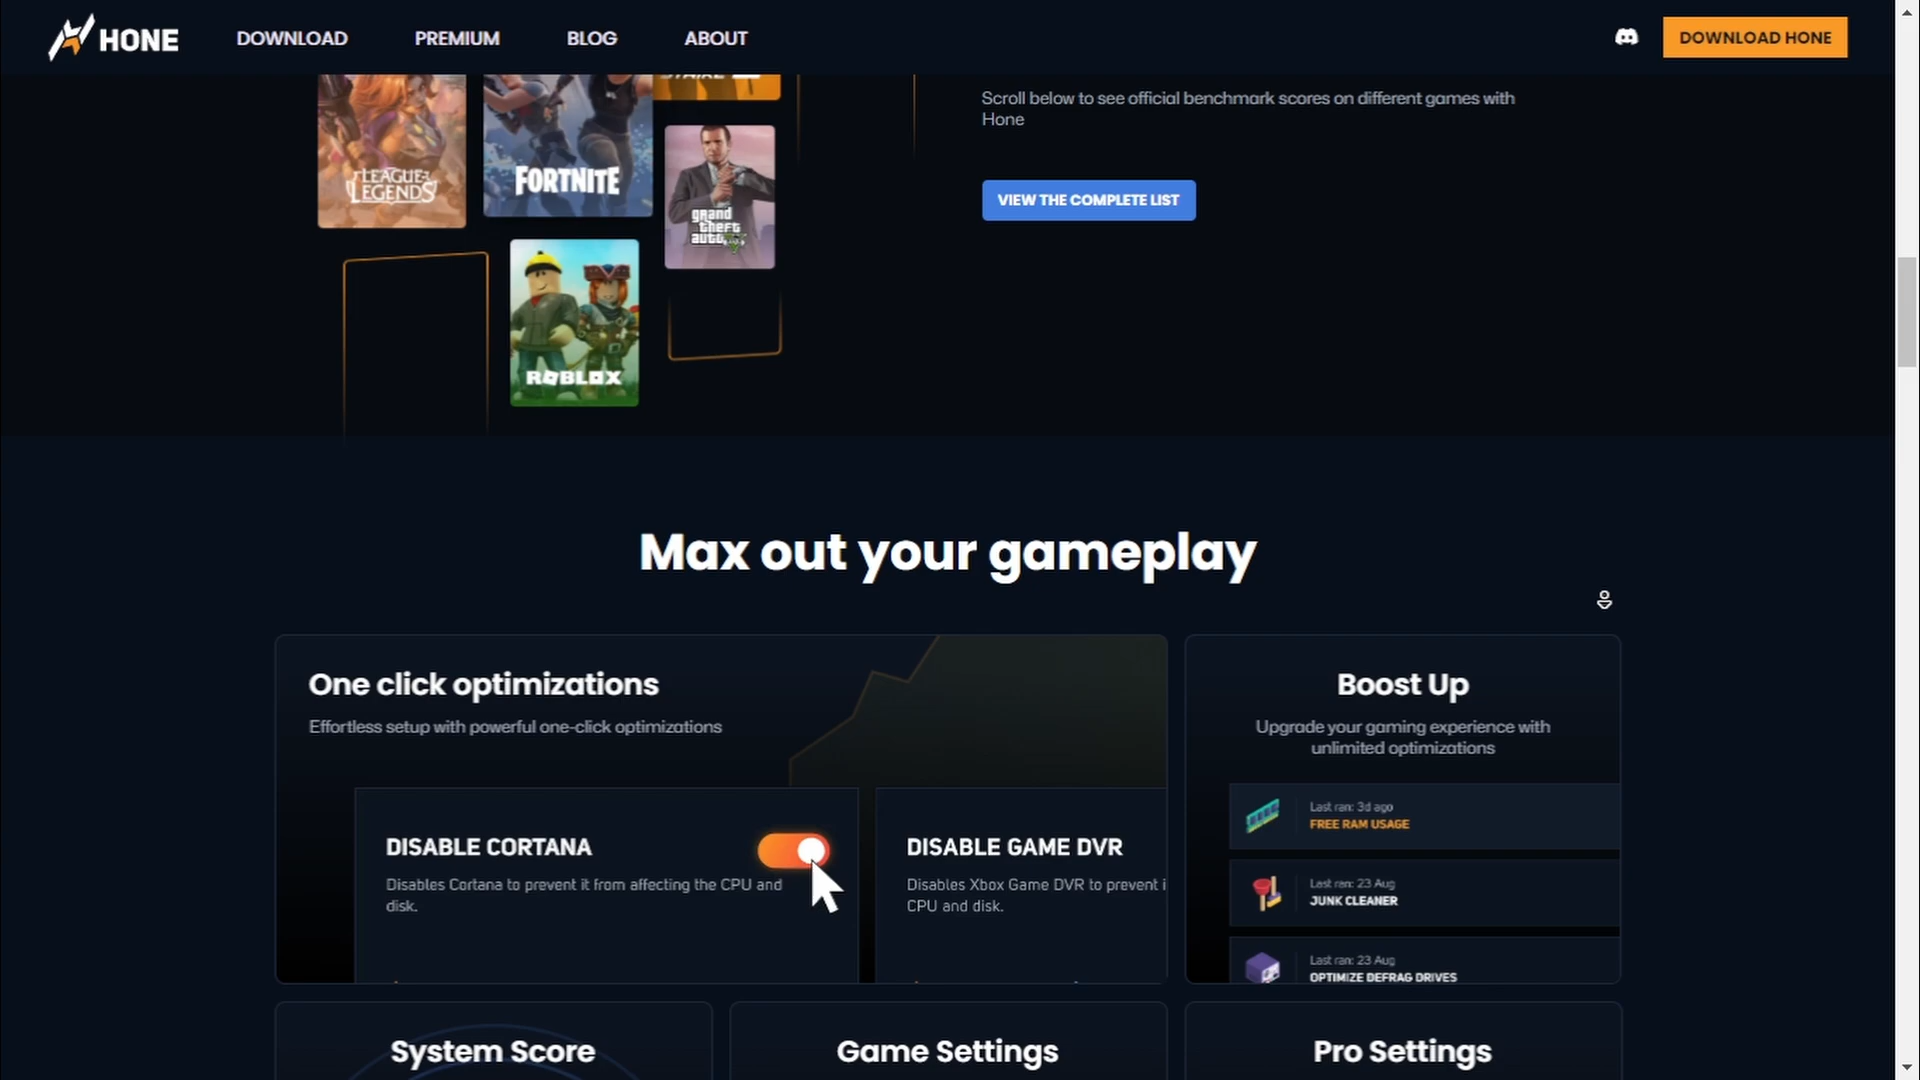 HONE
DOWNLOAD
PREMIUM
BLOG
ABOUT
DOWNLOAD HONE
LEAGUE OF
LEGENDS
FORTNITE
grand
theft
auto
V
ROBLOX
Scroll below to see official benchmark scores on different games with
Hone
VIEW THE COMPLETE LIST
Max out your gameplay
One click optimizations
Effortless setup with powerful one-click optimizations
DISABLE CORTANA
Disables Cortana to prevent it from affecting the CPU and
disk.
DISABLE GAME DVR
Disables Xbox Game DVR to prevent i
CPU and disk.
Boost Up
Upgrade your gaming experience with
unlimited optimizations
Last ran: 3d ago
FREE RAM USAGE
Last ran: 23 Aug
JUNK CLEANER
Last ran: 23 Aug
OPTIMIZE DEFRAG DRIVES
System Score
Game Settings
Pro Settings